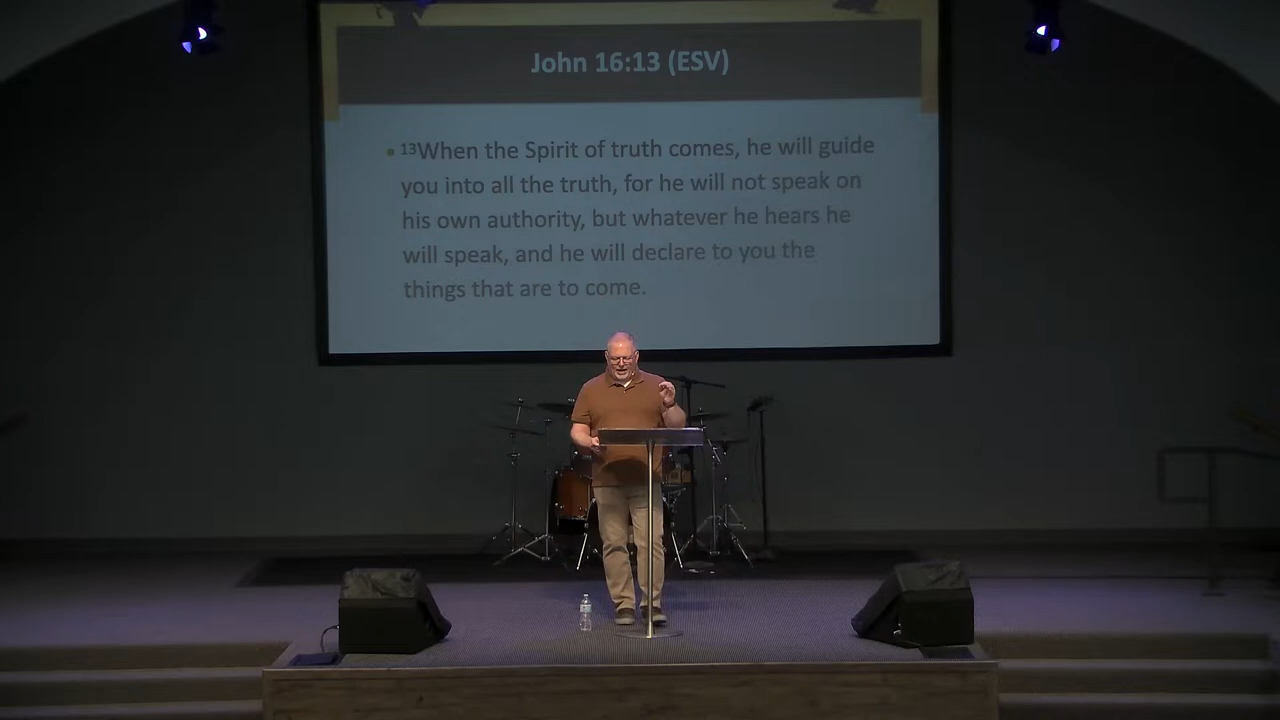 John 16:13 (ESV)
• ¹³When the Spirit of truth comes, he will guide
you into all the truth, for he will not speak on
his own authority, but whatever he hears he
will speak, and he will declare to you the
things that are to come.